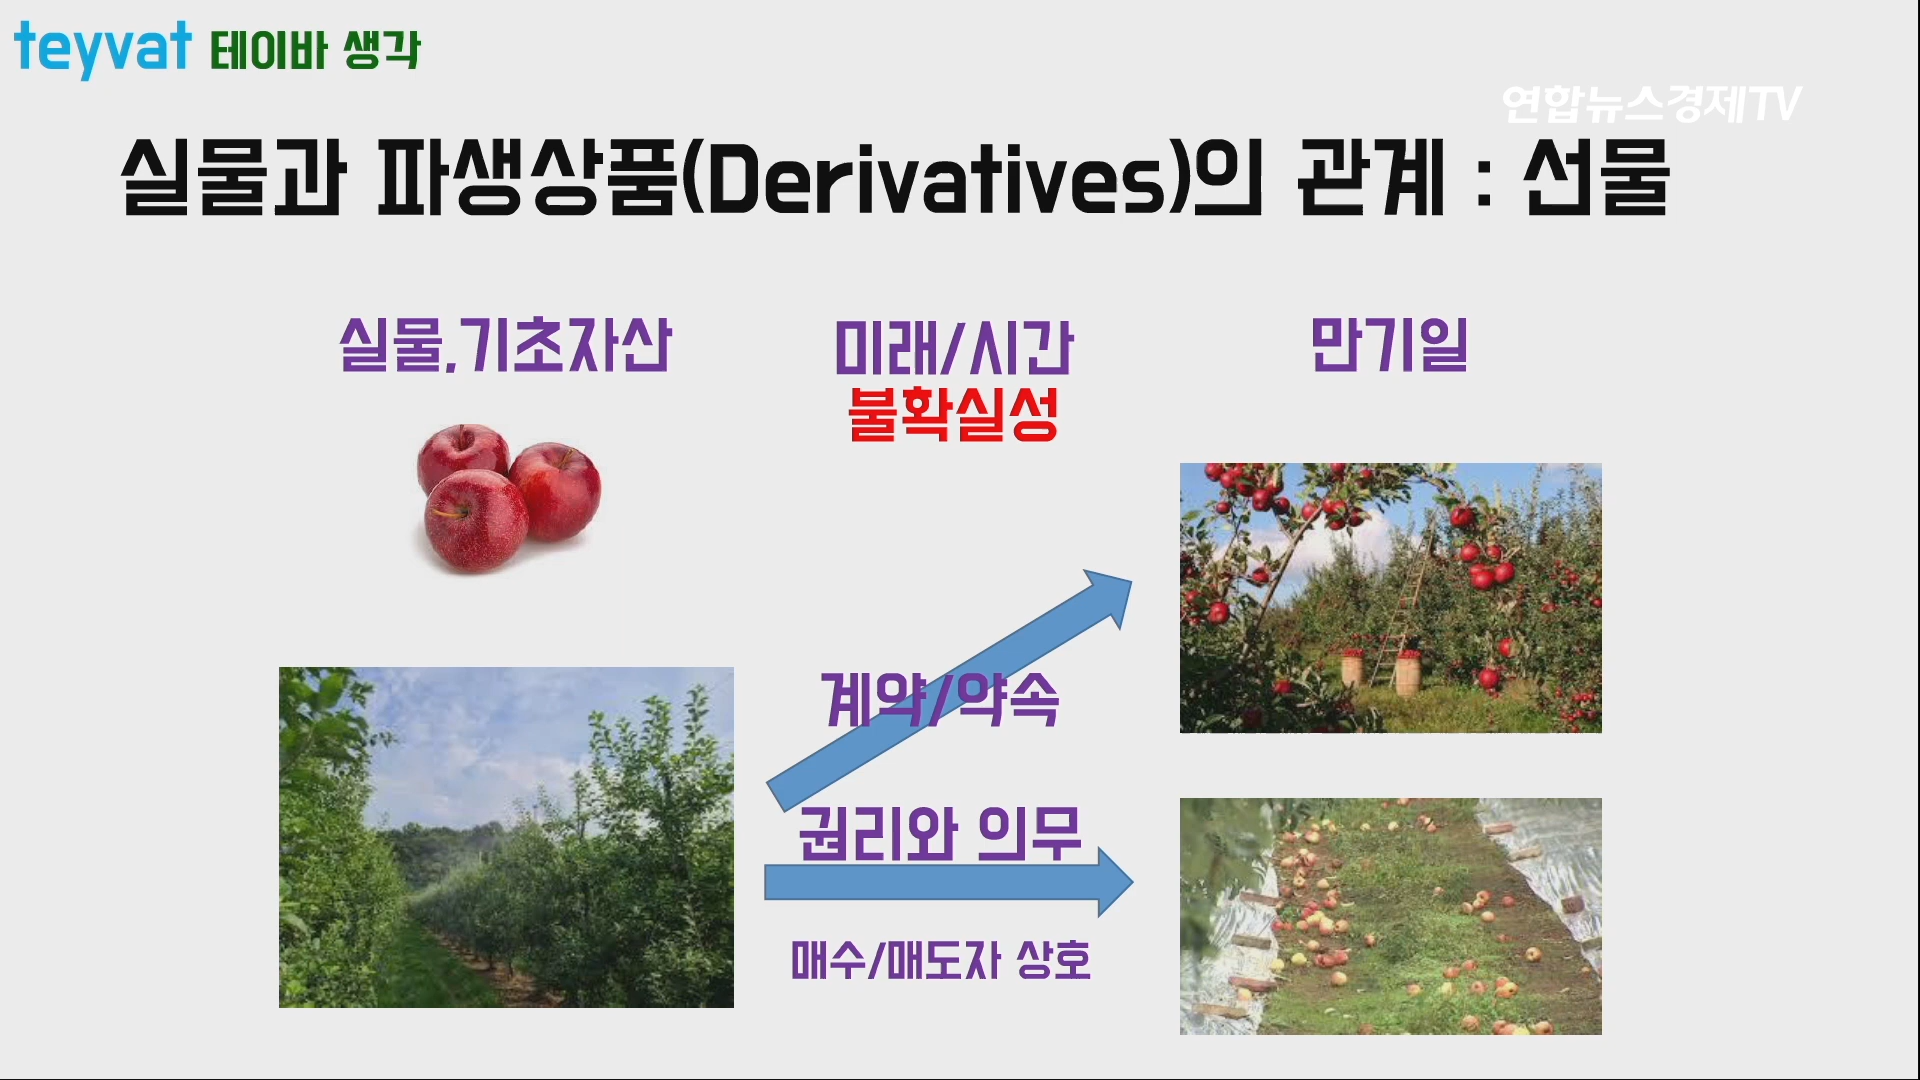 teyvat 테이바 생각
연합뉴스경제TV
실물과 파생상품(Derivatives)의 관계 : 선물
실물,기초자산
미래/시간
불확실성
만기일
계약/약속
권리와 의무
매수/매도자 상호